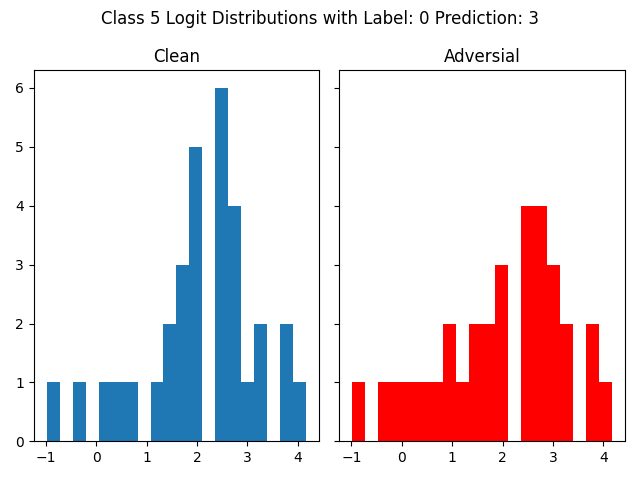 Class 5 Logit Distributions with Label: 0 Prediction: 3
Clean
Adversial
6
5
4
3
2
1
0
−1 0 1 2 3 4
−1 0 1 2 3 4